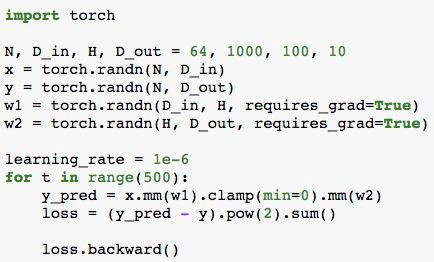 import torch
N, D_in, H, D_out = 64, 1000, 100, 10
x = torch.randn(N, D_in)
y = torch.randn(N, D_out)
w1 = torch.randn(D_in, H, requires_grad=True)
w2 = torch.randn(H, D_out, requires_grad=True)
learning_rate = 1e-6
for t in range(500):
    y_pred = x.mm(w1).clamp(min=0).mm(w2)
    loss = (y_pred - y).pow(2).sum()
    loss.backward()